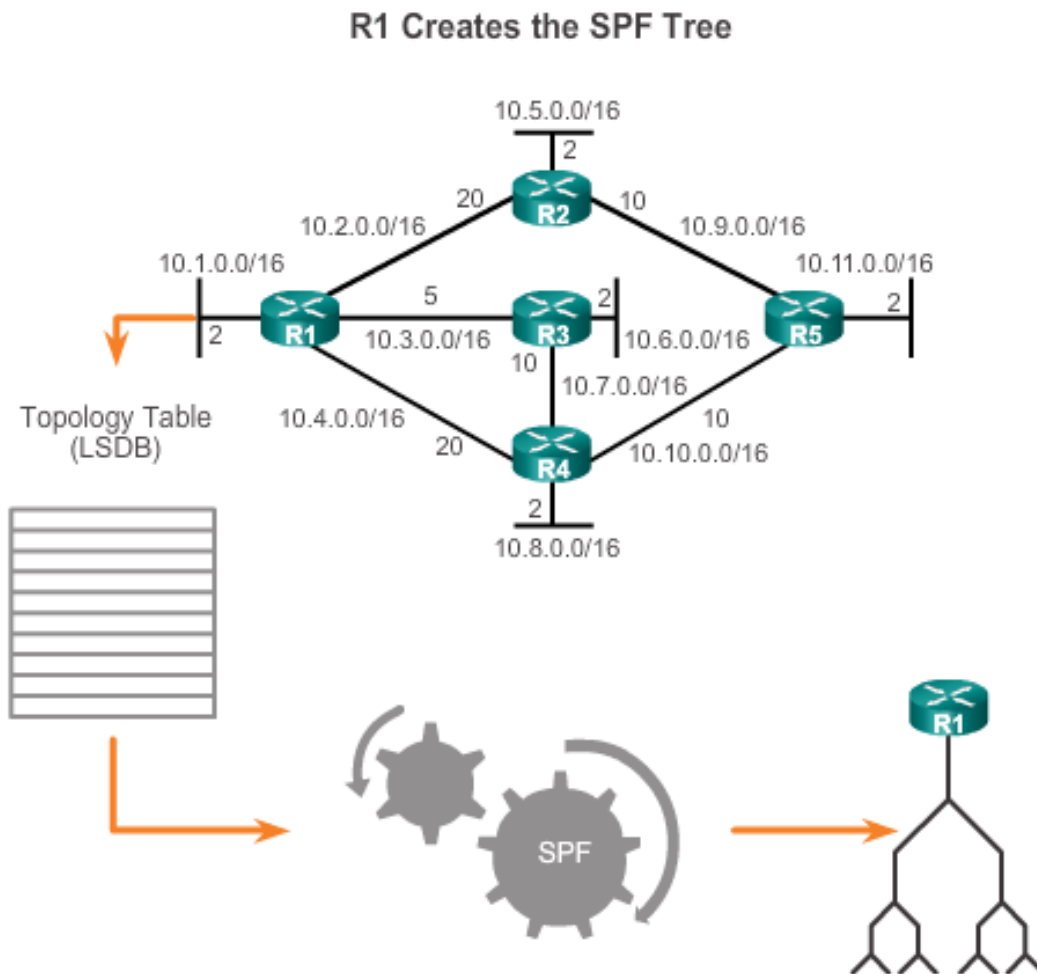 R1 Creates the SPF Tree
10.5.0.0/16
2
20
R2
10
10.2.0.0/16
10.9.0.0/16
10.1.0.0/16
10.11.0.0/16
2
R1
5
10.3.0.0/16
R3
2
10.6.0.0/16
R5
2
10
10.7.0.0/16
10.4.0.0/16
20
R4
10
10.10.0.0/16
2
10.8.0.0/16
Topology Table
(LSDB)
SPF
R1